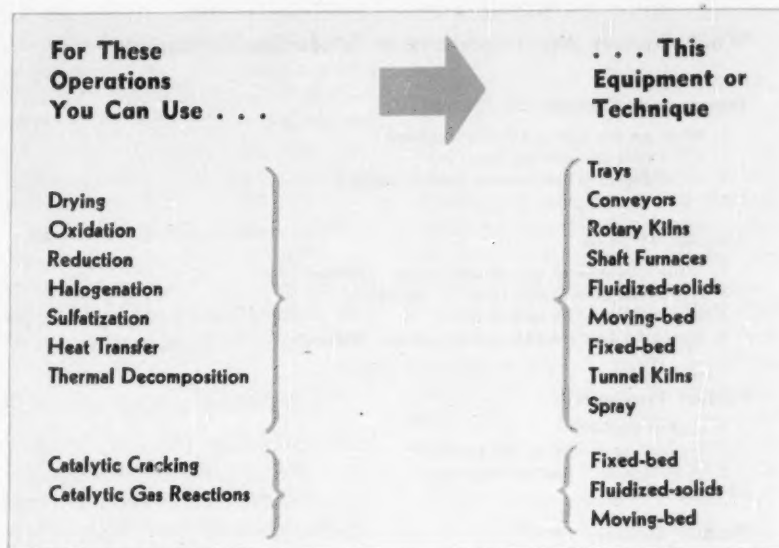 For These
Operations
You Can Use . . .
. . . This
Equipment or
Technique
Drying
Oxidation
Reduction
Halogenation
Sulfatization
Heat Transfer
Thermal Decomposition
Trays
Conveyors
Rotary Kilns
Shaft Furnaces
Fluidized-solids
Moving-bed
Fixed-bed
Tunnel Kilns
Spray
Catalytic Cracking
Catalytic Gas Reactions
Fixed-bed
Fluidized-solids
Moving-bed